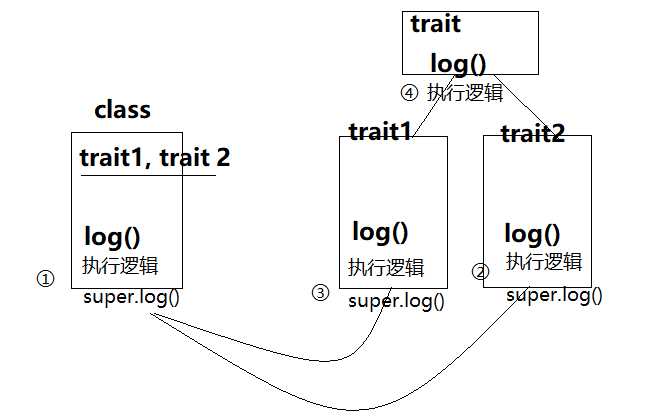 trait
log()
④ 执行逻辑
class
trait1, trait 2
log()
执行逻辑
①
super.log()
trait1
log()
执行逻辑
③
super.log()
trait2
log()
执行逻辑
②
super.log()